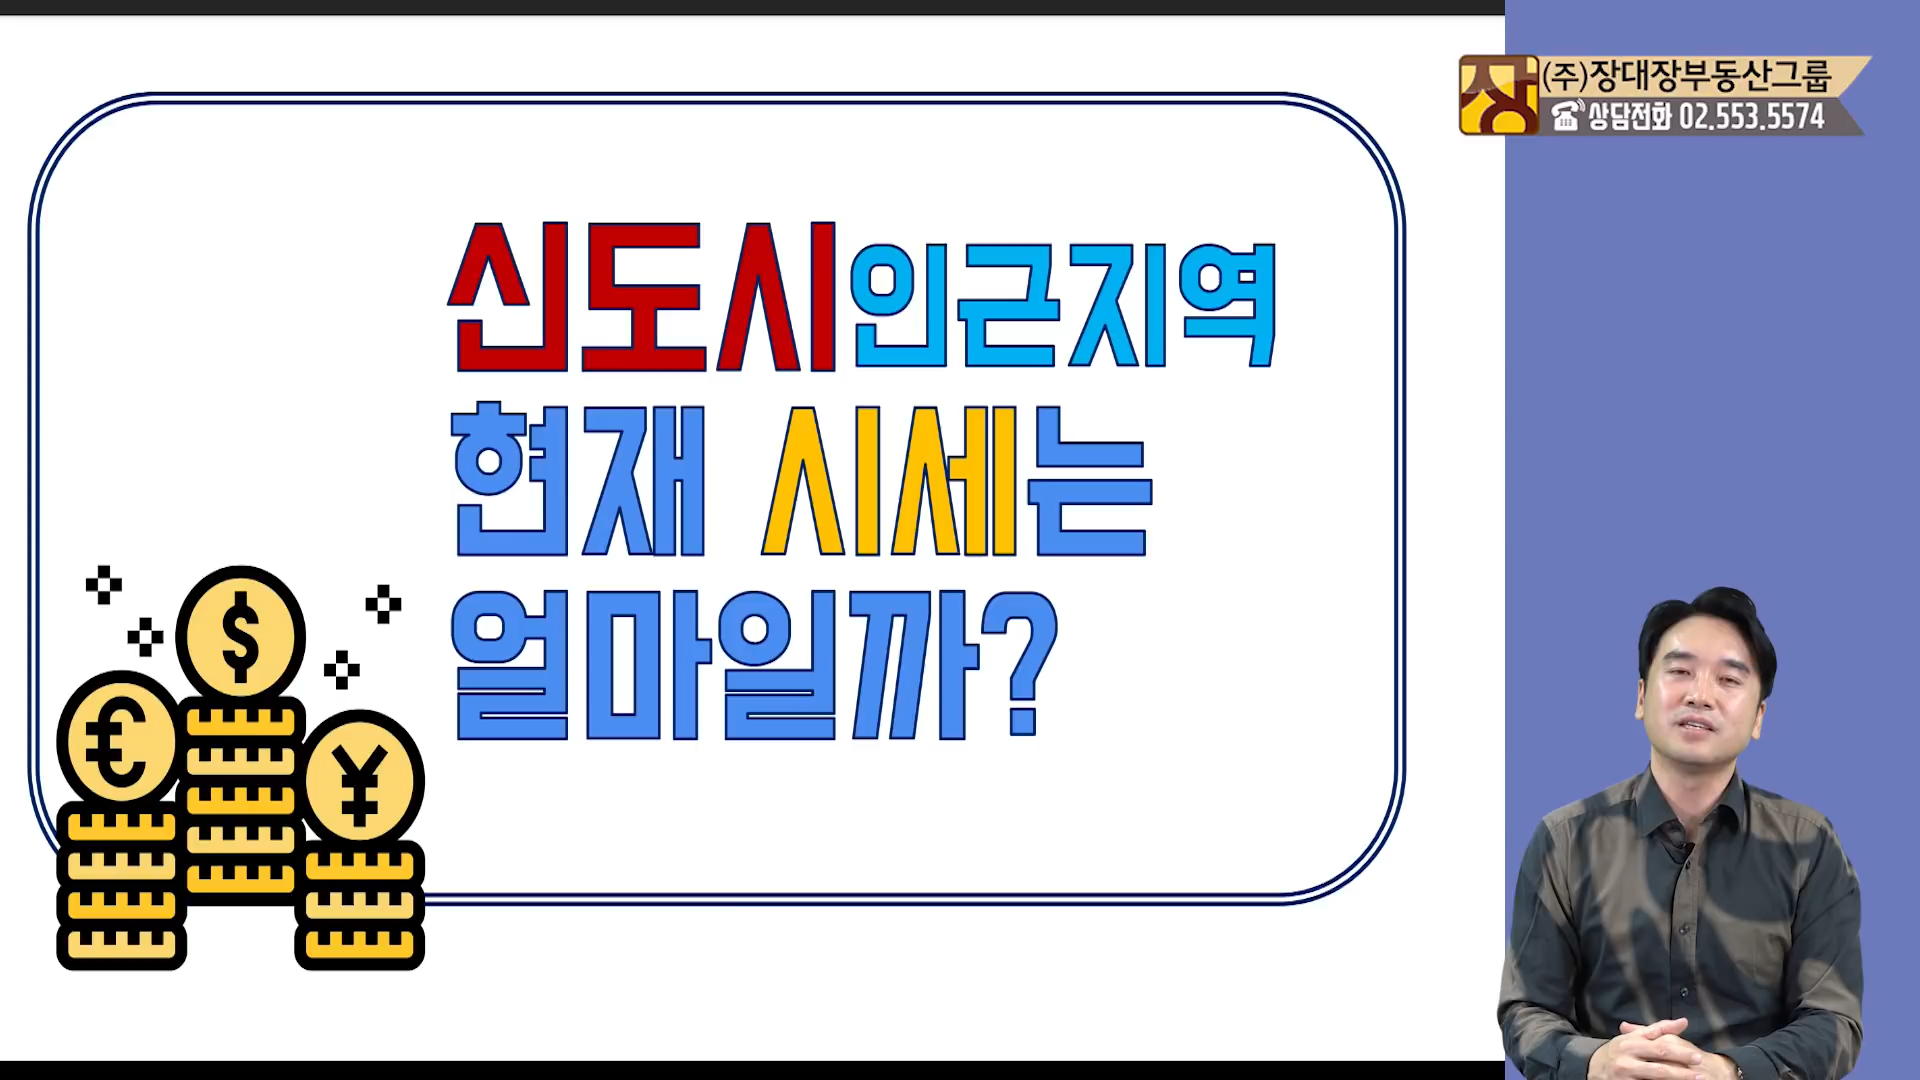 (주)장대장부동산그룹
상담전화 02.553.5574
장
신도시인근지역
현재 시세는
얼마일까?
$
€
¥